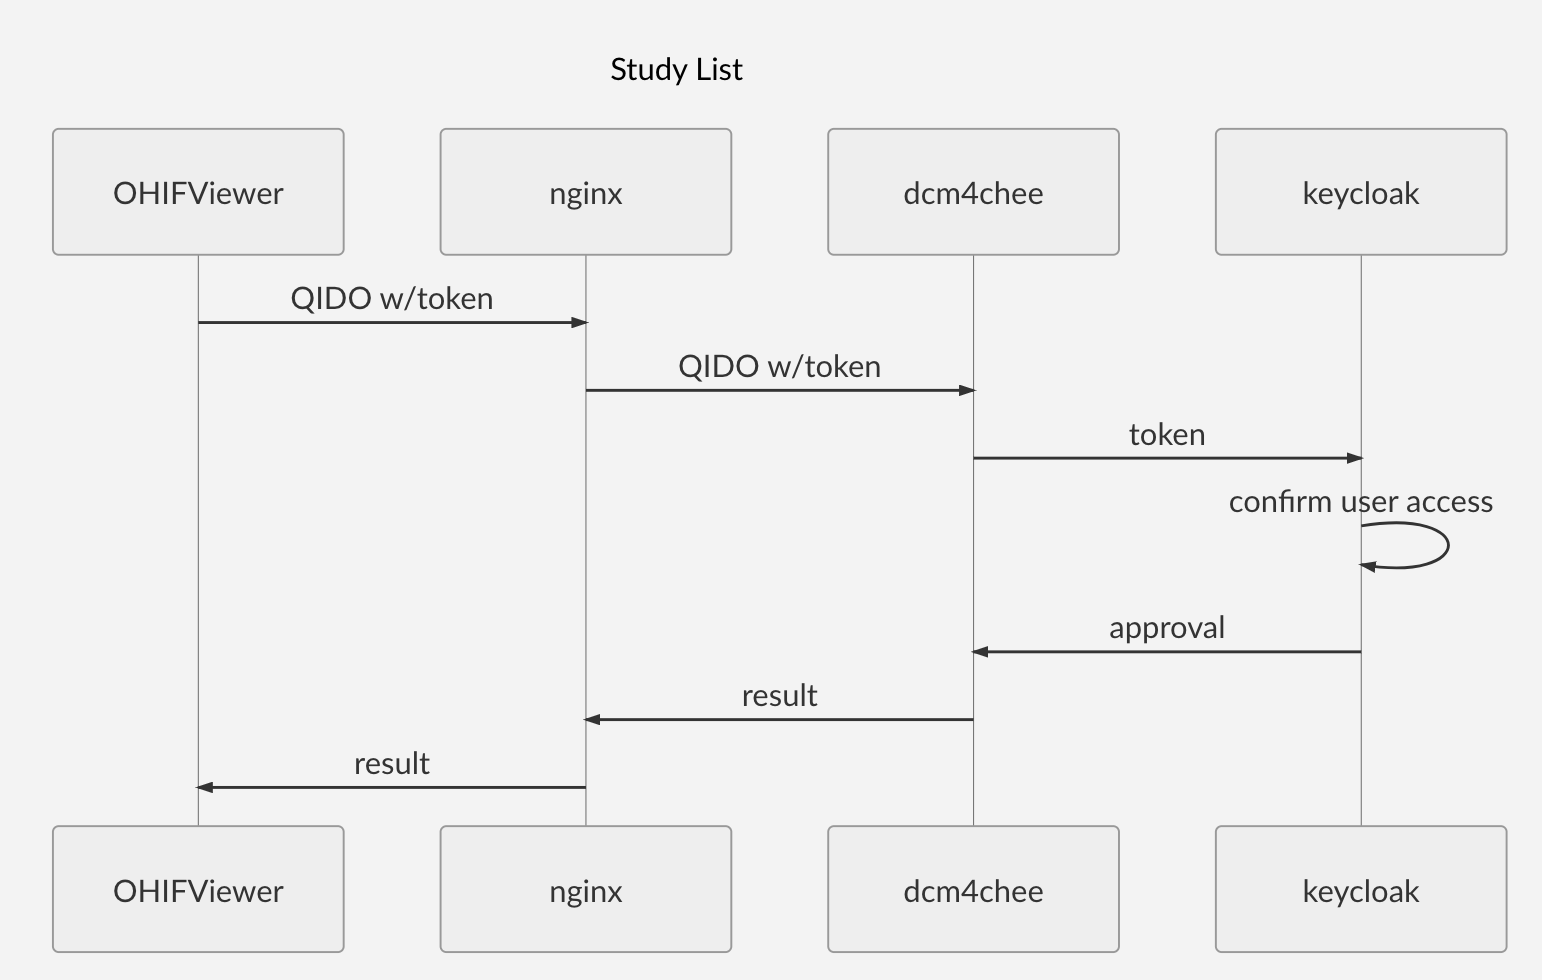 Study List
OHIFViewer
nginx
dcm4chee
keycloak
QIDO w/token
QIDO w/token
token
confirm user access
approval
result
result
OHIFViewer
nginx
dcm4chee
keycloak